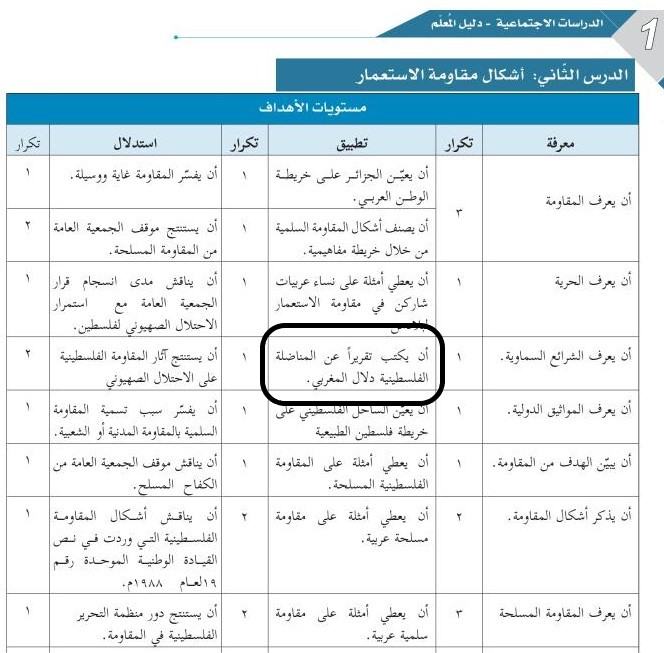 1
الدراسات الاجتماعية - دليل المُعلّم
الدرس الثّاني: أشكال مقاومة الاستعمار
مستويات الأهداف
معرفة تكرار تطبيق تكرار استدلال تكرار
أن يعرف المقاومة
٣
أن يعيّن الجزائر على خريطة
الوطن العربي.
١
أن يفسّر المقاومة غاية ووسيلة.
١
أن يصنف أشكال المقاومة السلمية
من خلال خريطة مفاهيمية.
١
أن يستنتج موقف الجمعية العامة
من المقاومة المسلحة.
٢
أن يعرف الحرية
١
أن يعطي أمثلة على نساء عربيات
شاركن في مقاومة الاستعمار
١
أن يناقش مدى انسجام قرار
الجمعية العامة مع استمرار
الاحتلال الصهيوني لفلسطين.
١
أن يعرف الشرائع السماوية.
١
أن يكتب تقريراً عن المناضلة
الفلسطينية دلال المغربي.
١
أن يستنتج آثار المقاومة الفلسطينية
على الاحتلال الصهيوني
٢
أن يعرف المواثيق الدولية.
١
أن يعيّن الساحل الفلسطيني على
خريطة فلسطين الطبيعية
١
أن يفسّر سبب تسمية المقاومة
السلمية بالمقاومة المدنية أو الشعبية.
١
أن يبيّن الهدف من المقاومة.
١
أن يعطي أمثلة على المقاومة
الفلسطينية المسلحة.
١
أن يناقش موقف الجمعية العامة من
الكفاح المسلح.
١
أن يذكر أشكال المقاومة.
٢
أن يعطي أمثلة على مقاومة
مسلحة عربية.
٢
أن يناقش أشكال المقاومة
الفلسطينية التي وردت في نص
القيادة الوطنية الموحدة رقم
١٩لعام ١٩٨٨م.
١
أن يعرف المقاومة المسلحة
٣
أن يعطي أمثلة على مقاومة
سلمية عربية.
٢
أن يستنتج دور منظمة التحرير
الفلسطينية في المقاومة.
١